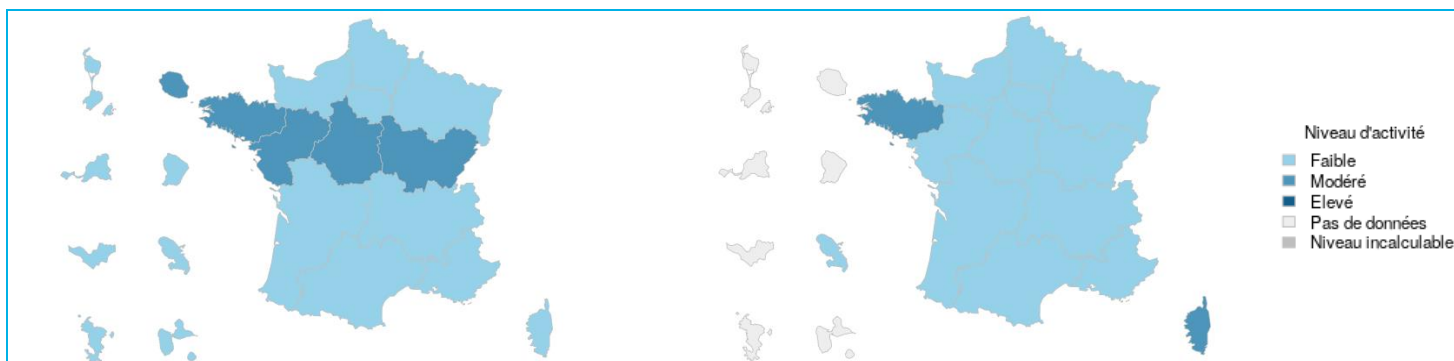 Niveau d'activité
Faible
Modéré
Elevé
Pas de données
Niveau incalculable